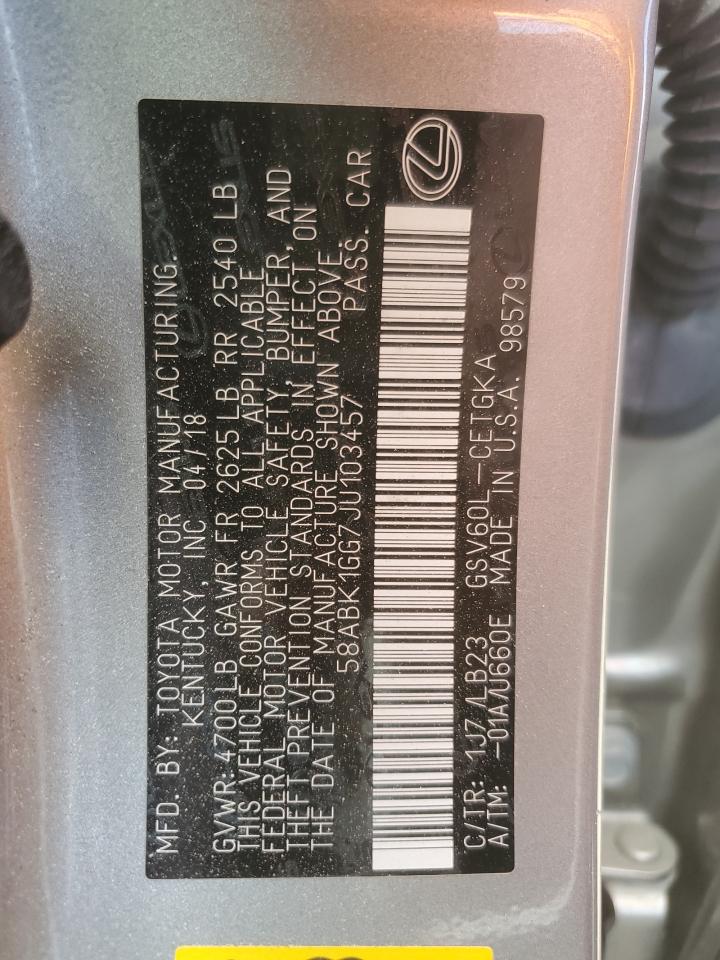 MFD. BY: TOYOTA MOTOR MANUFACTURING.
KENTUCKY, INC 04/18
GVWR: 4700LB GAWR FR 2625 LB RR 2540 LB
THIS VEHICLE CONFORMS TO ALL APPLICABLE
FEDERAL MOTOR VEHICLE SAFETY, BUMPER, AND
THEFT PREVENTION STANDARDS IN EFFECT ON
THE DATE OF MANUFACTURE SHOWN ABOVE.
58ABK1GG7JU103457 PASS. CAR
C/TR: 1J7/LB23 GSV60L-CETGKA
A/TM: -01A/U660E MADE IN U.S.A. 98579